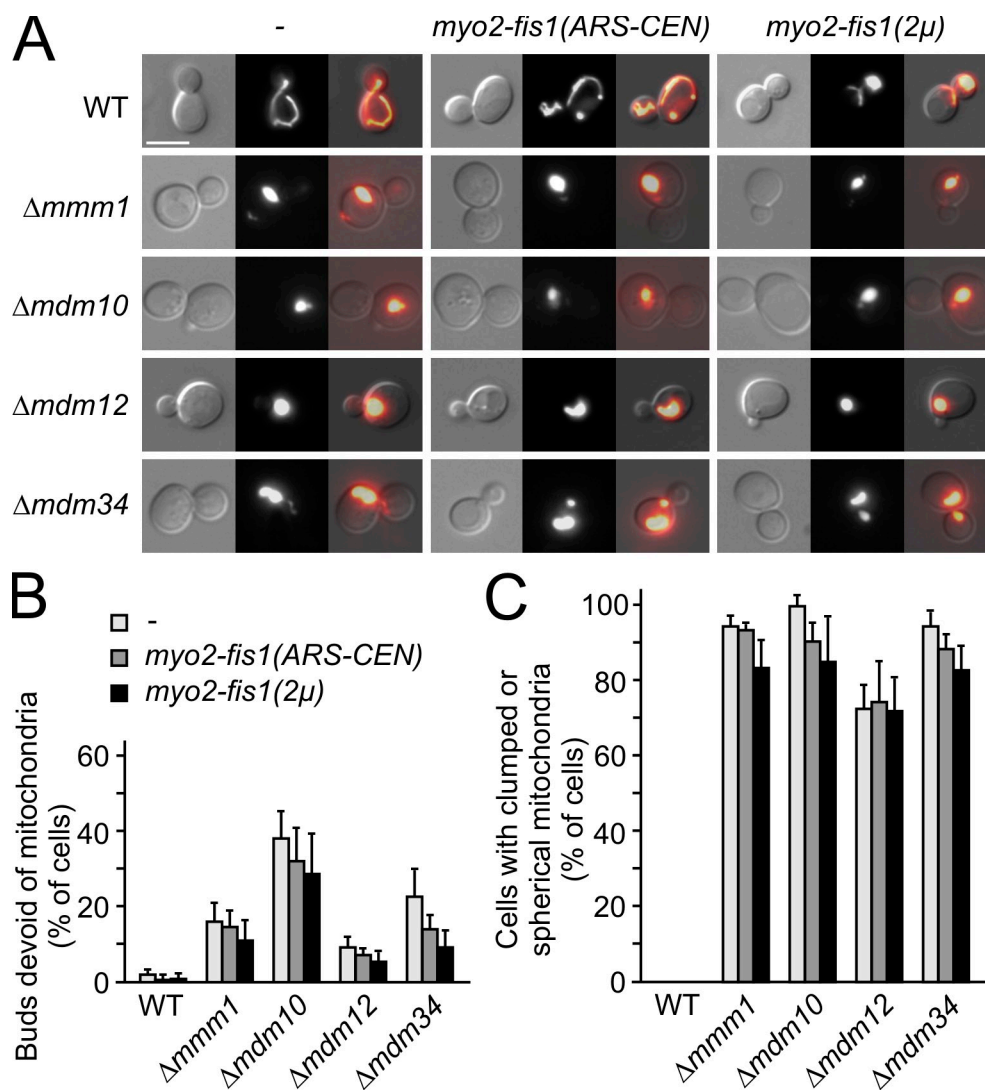 A
-
myo2-fis1(ARS-CEN)
myo2-fis1(2µ)
WT
Δmmm1
Δmdm10
Δmdm12
Δmdm34
B
-
myo2-fis1(ARS-CEN)
myo2-fis1(2µ)
Buds devoid of mitochondria
(% of cells)
60
40
20
0
WT
Δmmm1
Δmdm10
Δmdm12
Δmdm34
C
Cells with clumped or
spherical mitochondria
(% of cells)
100
80
60
40
20
0
WT
Δmmm1
Δmdm10
Δmdm12
Δmdm34